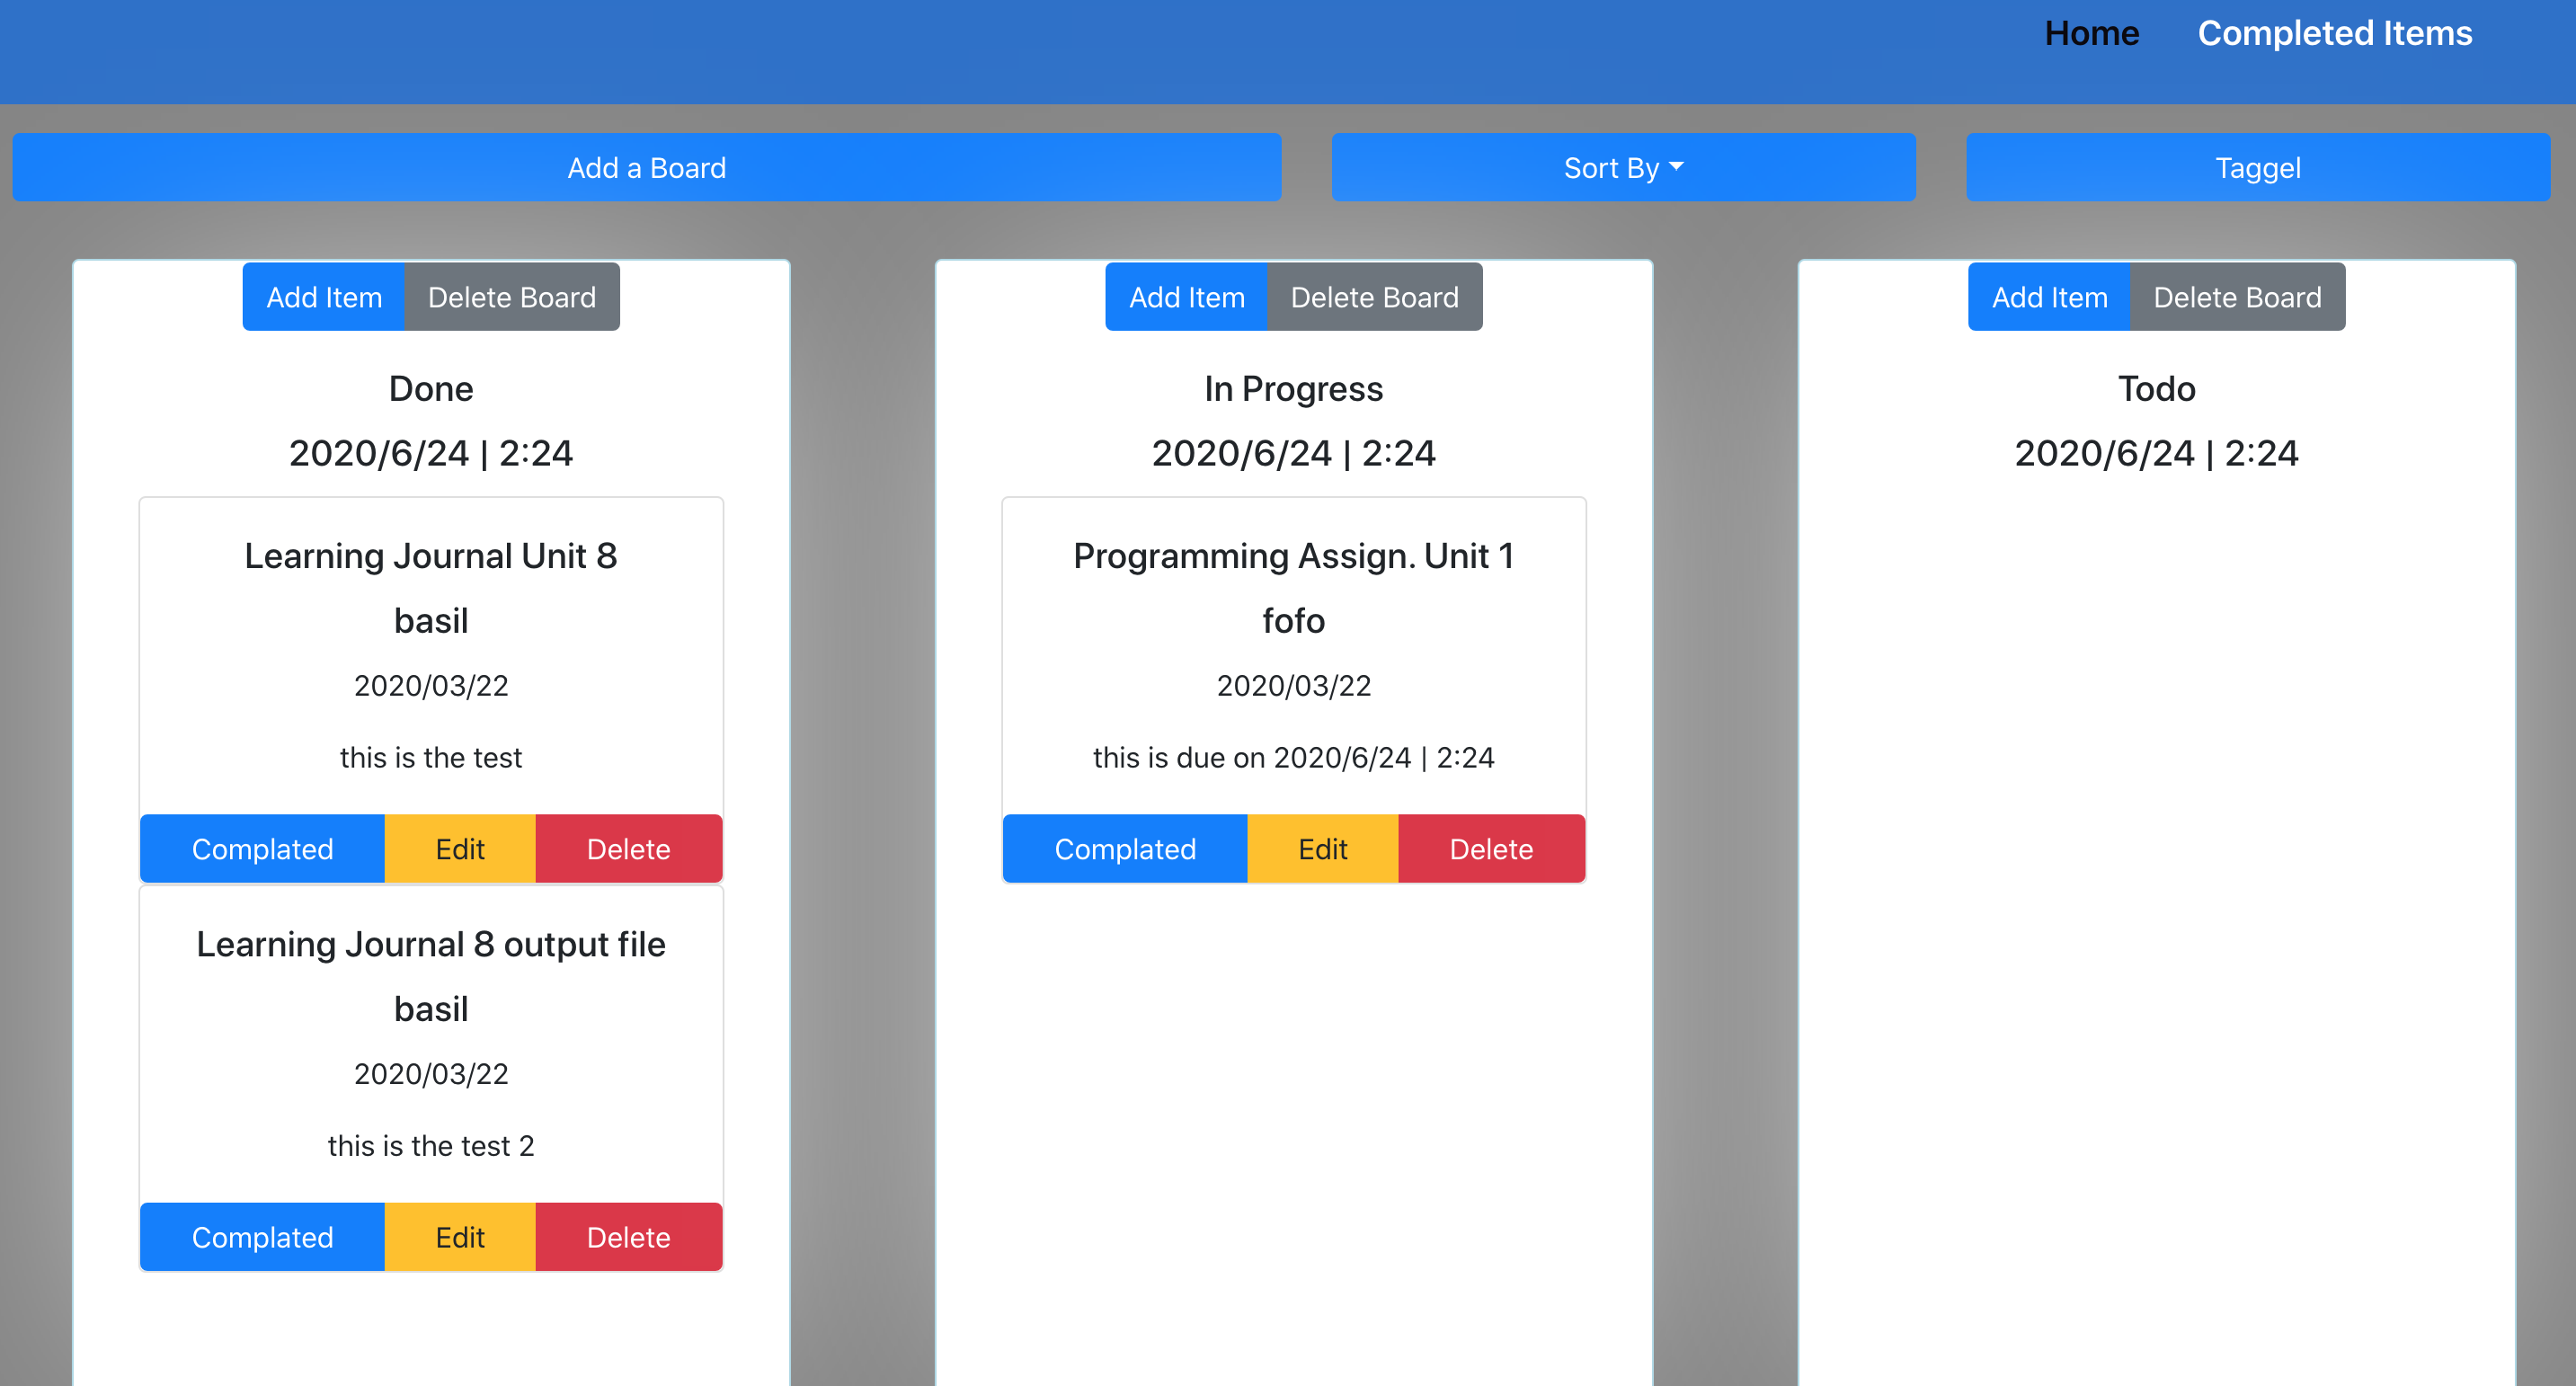 Home Completed Items
Add a Board
Sort By
Taggel
Add Item Delete Board
Done
2020/6/24 | 2:24
Learning Journal Unit 8
basil
2020/03/22
this is the test
Complated Edit Delete
Learning Journal 8 output file
basil
2020/03/22
this is the test 2
Complated Edit Delete
Add Item Delete Board
In Progress
2020/6/24 | 2:24
Programming Assign. Unit 1
fofo
2020/03/22
this is due on 2020/6/24 | 2:24
Complated Edit Delete
Add Item Delete Board
Todo
2020/6/24 | 2:24